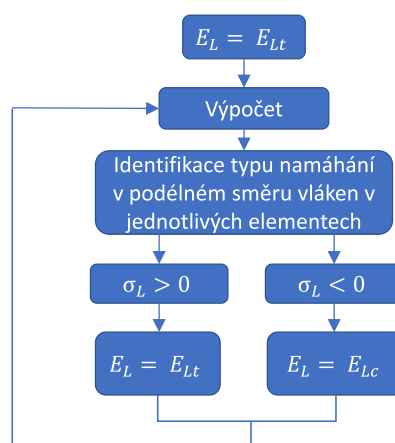 E_L = E_Lt
Výpočet
Identifikace typu namáhání
v podélném směru vláken v
jednotlivých elementech
σ_L > 0
σ_L < 0
E_L = E_Lt
E_L = E_Lc